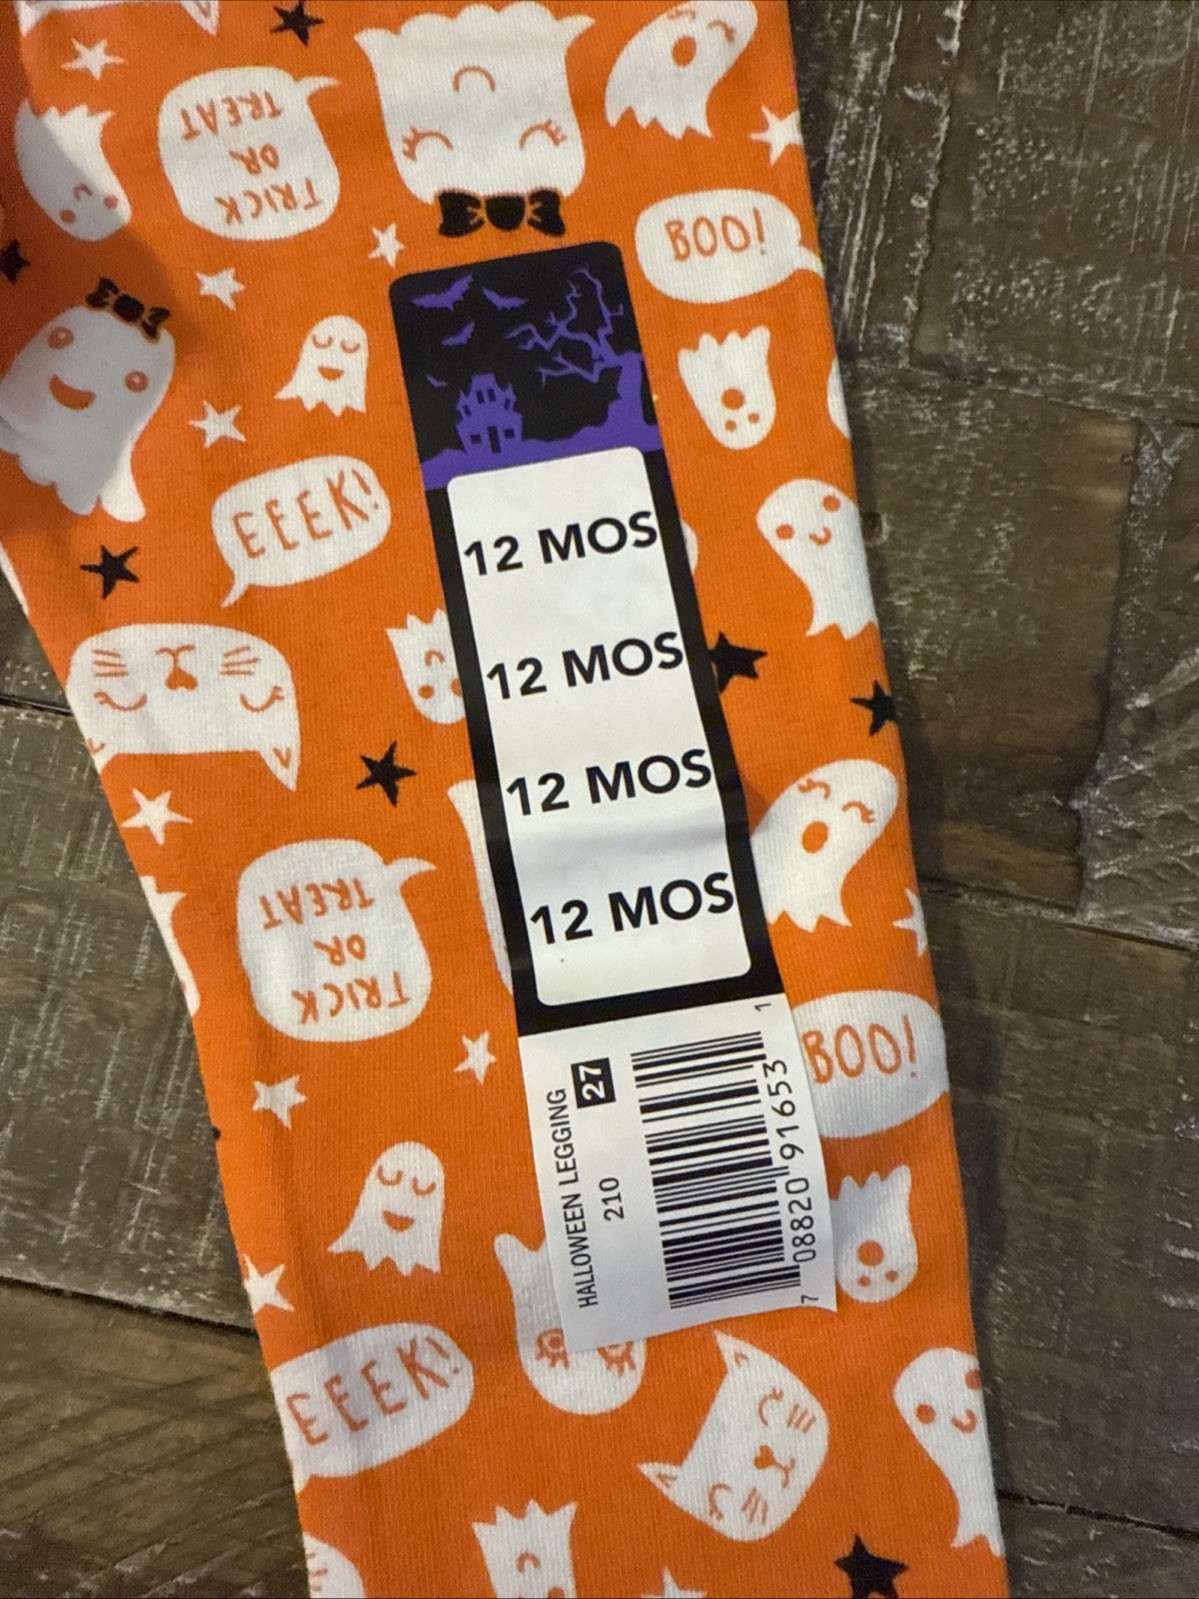 TRICK
OR
TREAT
BOO!
EEEK!
12 MOS
12 MOS
12 MOS
12 MOS
TRICK
OR
TREAT
BOO!
HALLOWEEN LEGGING 27
210
7 08820 91653 1
EEEK!